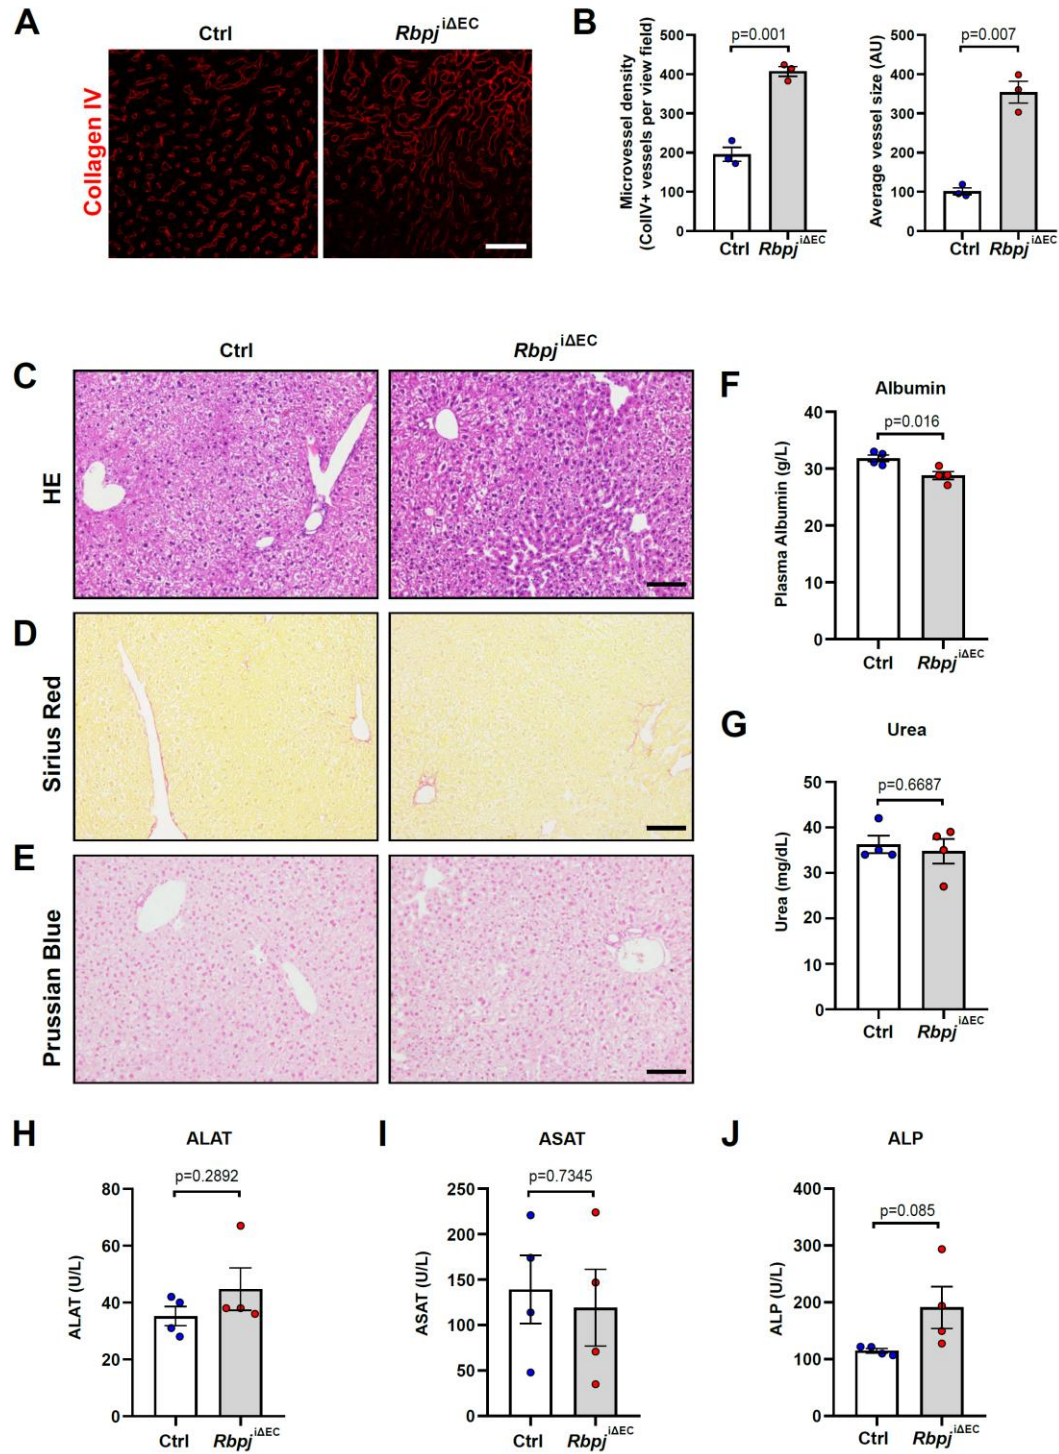 A
Ctrl
Rbpj iΔEC
Collagen IV
B
Microvessel density
(ColIV+ vessels per view field)
500
400
300
200
100
0
p=0.001
Ctrl
Rbpj iΔEC
Average vessel size (AU)
500
400
300
200
100
0
p=0.007
Ctrl
Rbpj iΔEC
Ctrl
Rbpj iΔEC
C
HE
D
Sirius Red
E
Prussian Blue
F
Albumin
Plasma Albumin (g/L)
40
30
20
10
0
p=0.016
Ctrl
Rbpj iΔEC
G
Urea
Urea (mg/dL)
50
40
30
20
10
0
p=0.6687
Ctrl
Rbpj iΔEC
H
ALAT
ALAT (U/L)
80
60
40
20
0
p=0.2892
Ctrl
Rbpj iΔEC
I
ASAT
ASAT (U/L)
250
200
150
100
50
0
p=0.7345
Ctrl
Rbpj iΔEC
J
ALP
ALP (U/L)
400
300
200
100
0
p=0.085
Ctrl
Rbpj iΔEC